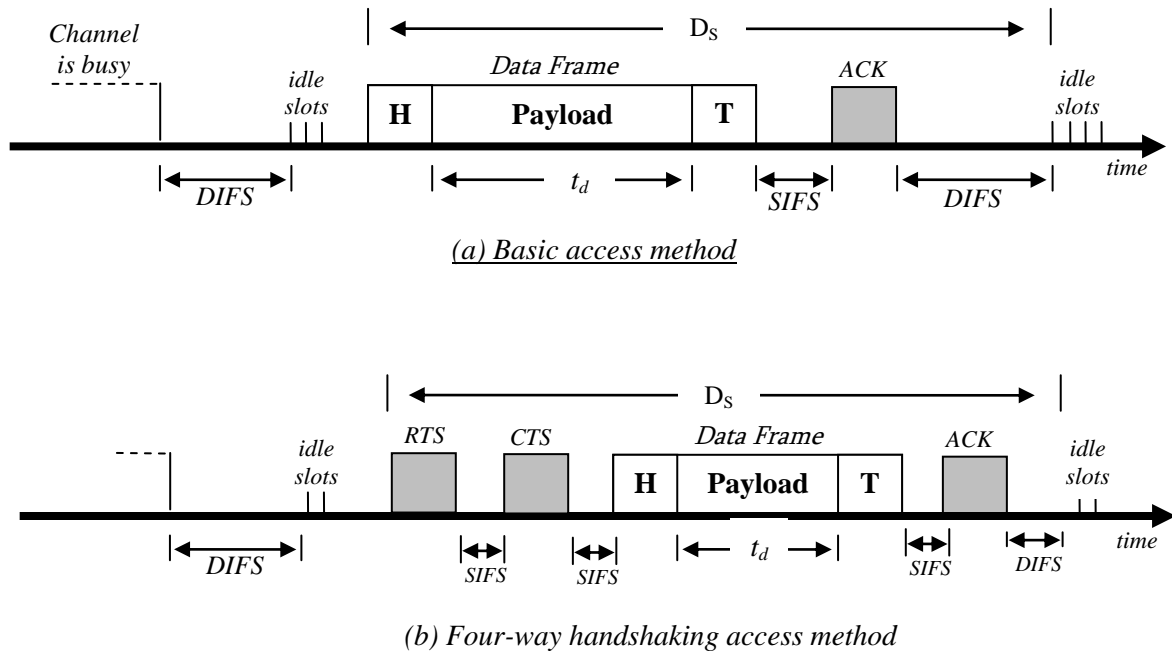 D_S
Channel is busy
Data Frame
ACK
idle slots
idle slots
H
Payload
T
time
DIFS
t_d
SIFS
DIFS
(a) Basic access method
D_S
RTS
CTS
Data Frame
ACK
idle slots
idle slots
H
Payload
T
time
DIFS
SIFS
SIFS
t_d
SIFS
DIFS
(b) Four-way handshaking access method